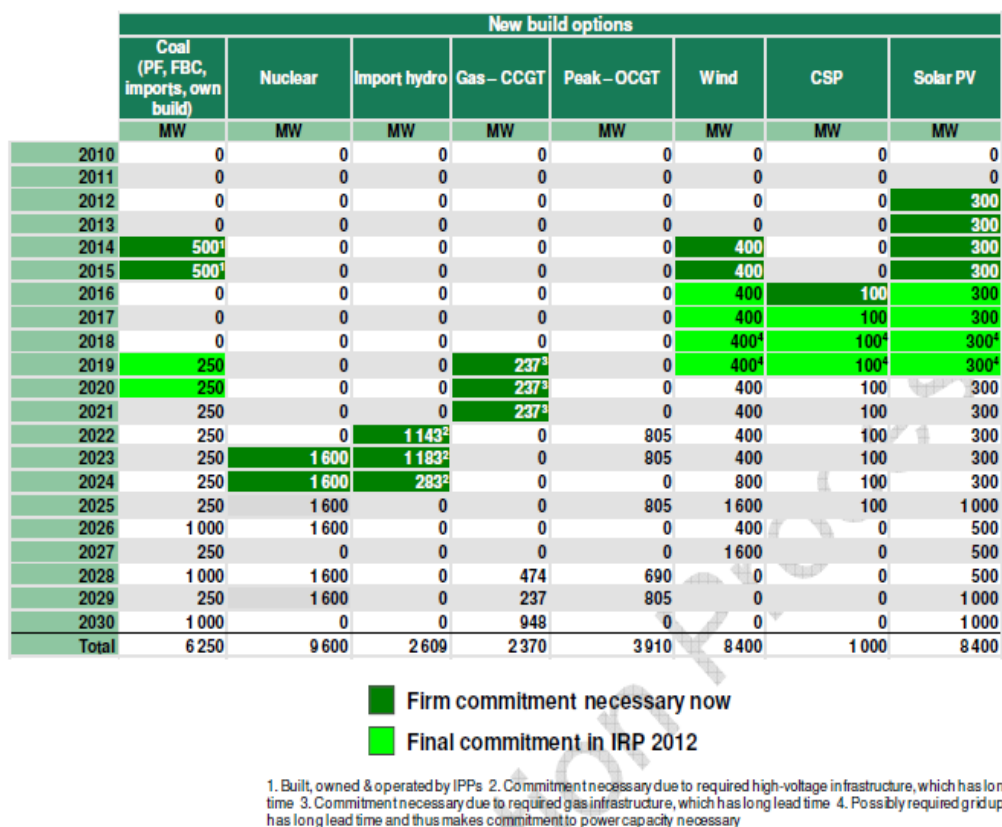 New build options
Coal (PF, FBC, imports, own build) Nuclear Import hydro Gas – CCGT Peak – OCGT Wind CSP Solar PV
MW MW MW MW MW MW MW MW
2010 0 0 0 0 0 0 0 0
2011 0 0 0 0 0 0 0 0
2012 0 0 0 0 0 0 0 300
2013 0 0 0 0 0 0 0 300
2014 500¹ 0 0 0 0 400 0 300
2015 500¹ 0 0 0 0 400 0 300
2016 0 0 0 0 0 400 100 300
2017 0 0 0 0 0 400 100 300
2018 0 0 0 0 0 400⁴ 100⁴ 300⁴
2019 250 0 0 237³ 0 400⁴ 100⁴ 300⁴
2020 250 0 0 237³ 0 400 100 300
2021 250 0 0 237³ 0 400 100 300
2022 250 0 1 143² 0 805 400 100 300
2023 250 1 600 1 183² 0 805 400 100 300
2024 250 1 600 283² 0 0 800 100 300
2025 250 1 600 0 0 805 1 600 100 1 000
2026 1 000 1 600 0 0 0 400 0 500
2027 250 0 0 0 0 1 600 0 500
2028 1 000 1 600 0 474 690 0 0 500
2029 250 1 600 0 237 805 0 0 1 000
2030 1 000 0 0 948 0 0 0 1 000
Total 6 250 9 600 2 609 2 370 3 910 8 400 1 000 8 400
Firm commitment necessary now
Final commitment in IRP 2012
1. Built, owned & operated by IPPs 2. Commitment necessary due to required high-voltage infrastructure, which has
time 3. Commitment necessary due to required gas infrastructure, which has long lead time 4. Possibly required grid
has long lead time and thus makes commitment to power capacity necessary